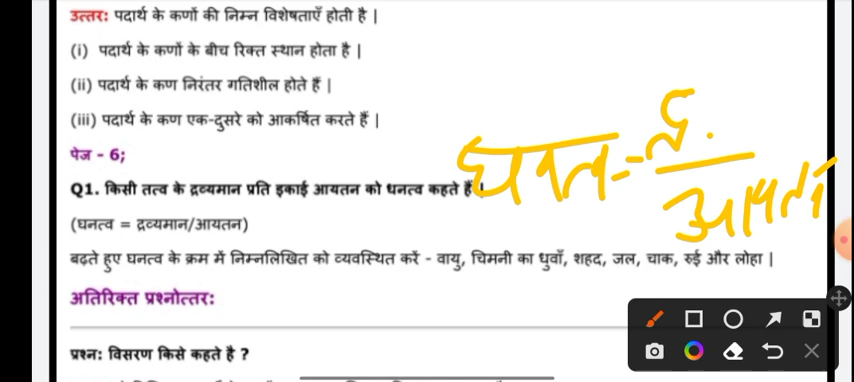 उत्तर: पदार्थ के कणों की निम्न विशेषताएँ होती है |
(i) पदार्थ के कणों के बीच रिक्त स्थान होता है |
(ii) पदार्थ के कण निरंतर गतिशील होते हैं |
(iii) पदार्थ के कण एक-दुसरे को आकर्षित करते हैं |
पेज - 6;
Q1. किसी तत्व के द्रव्यमान प्रति इकाई आयतन को धनत्व कहते हैं |
(घनत्व = द्रव्यमान/आयतन)
बढ़ते हुए घनत्व के क्रम में निम्नलिखित को व्यवस्थित करें - वायु, चिमनी का धुवाँ, शहद, जल, चाक, रुई और लोहा |
घनत्व =
द्र.
आयतन
अतिरिक्त प्रश्नोत्तर:
प्रश्न: विसरण किसे कहते है ?